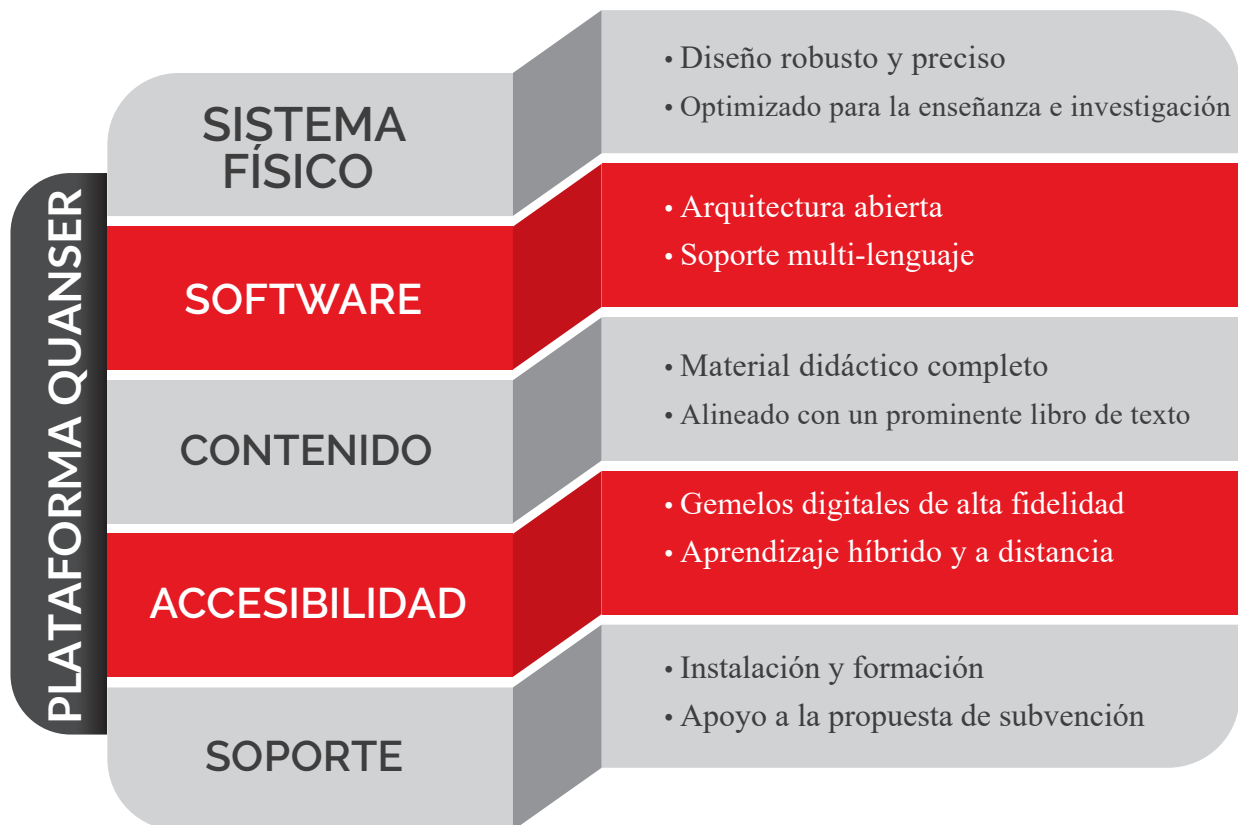 PLATAFORMA QUANSER
SISTEMA
FÍSICO
• Diseño robusto y preciso
• Optimizado para la enseñanza e investigación
SOFTWARE
• Arquitectura abierta
• Soporte multi-lenguaje
CONTENIDO
• Material didáctico completo
• Alineado con un prominente libro de texto
ACCESIBILIDAD
• Gemelos digitales de alta fidelidad
• Aprendizaje híbrido y a distancia
SOPORTE
• Instalación y formación
• Apoyo a la propuesta de subvención